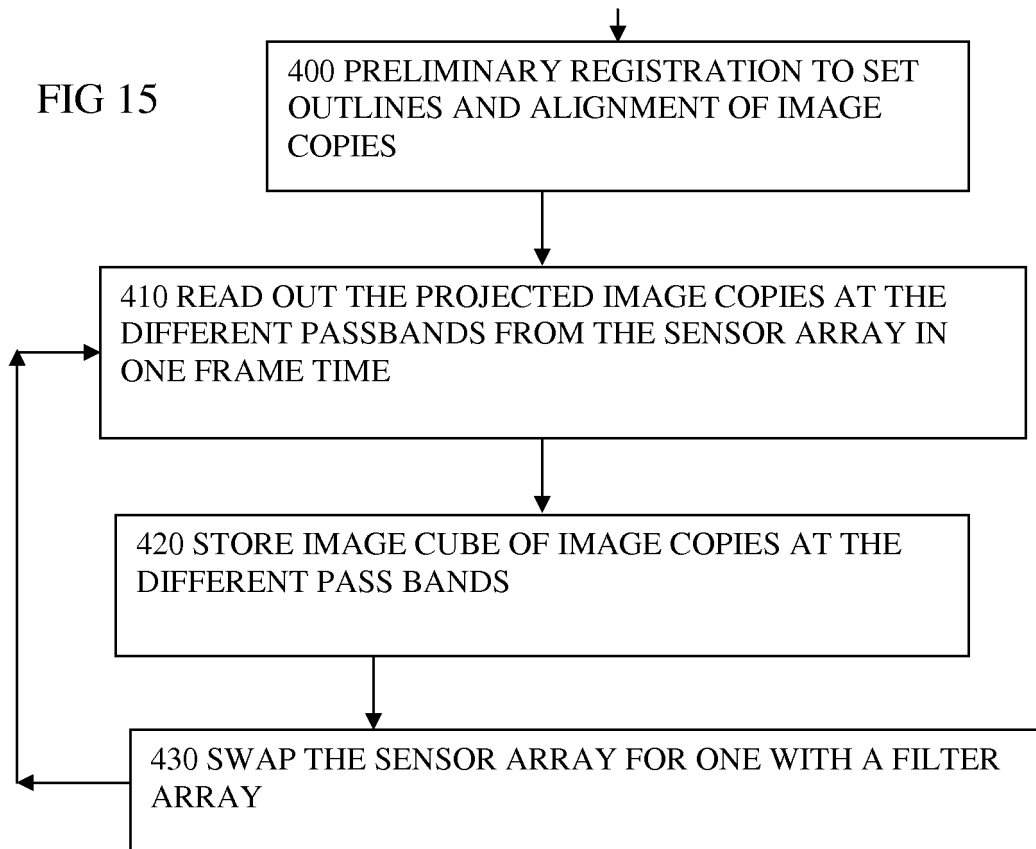 FIG 15
400 PRELIMINARY REGISTRATION TO SET
OUTLINES AND ALIGNMENT OF IMAGE
COPIES
410 READ OUT THE PROJECTED IMAGE COPIES AT THE
DIFFERENT PASSBANDS FROM THE SENSOR ARRAY IN
ONE FRAME TIME
420 STORE IMAGE CUBE OF IMAGE COPIES AT THE
DIFFERENT PASS BANDS
430 SWAP THE SENSOR ARRAY FOR ONE WITH A FILTER
ARRAY